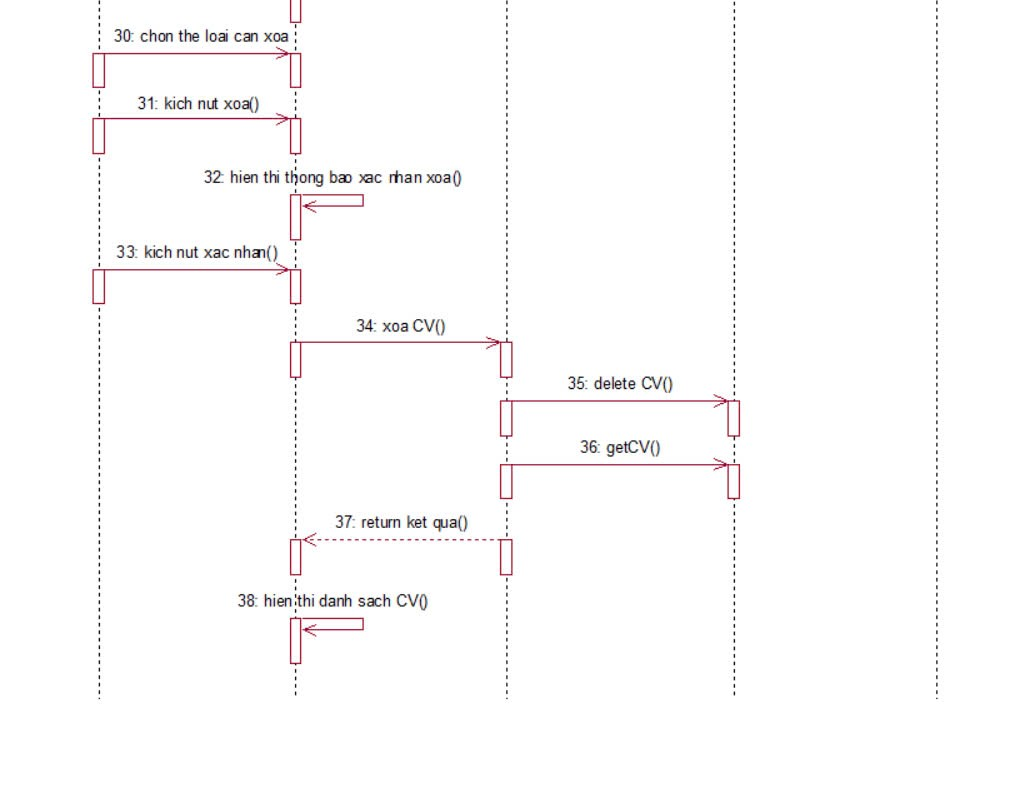 30: chon the loai can xoa
31: kich nut xoa()
32: hien thi thong bao xac nhan xoa()
33: kich nut xac nhan()
34: xoa CV()
35: delete CV()
36: getCV()
37: return ket qua()
38: hien thi danh sach CV()